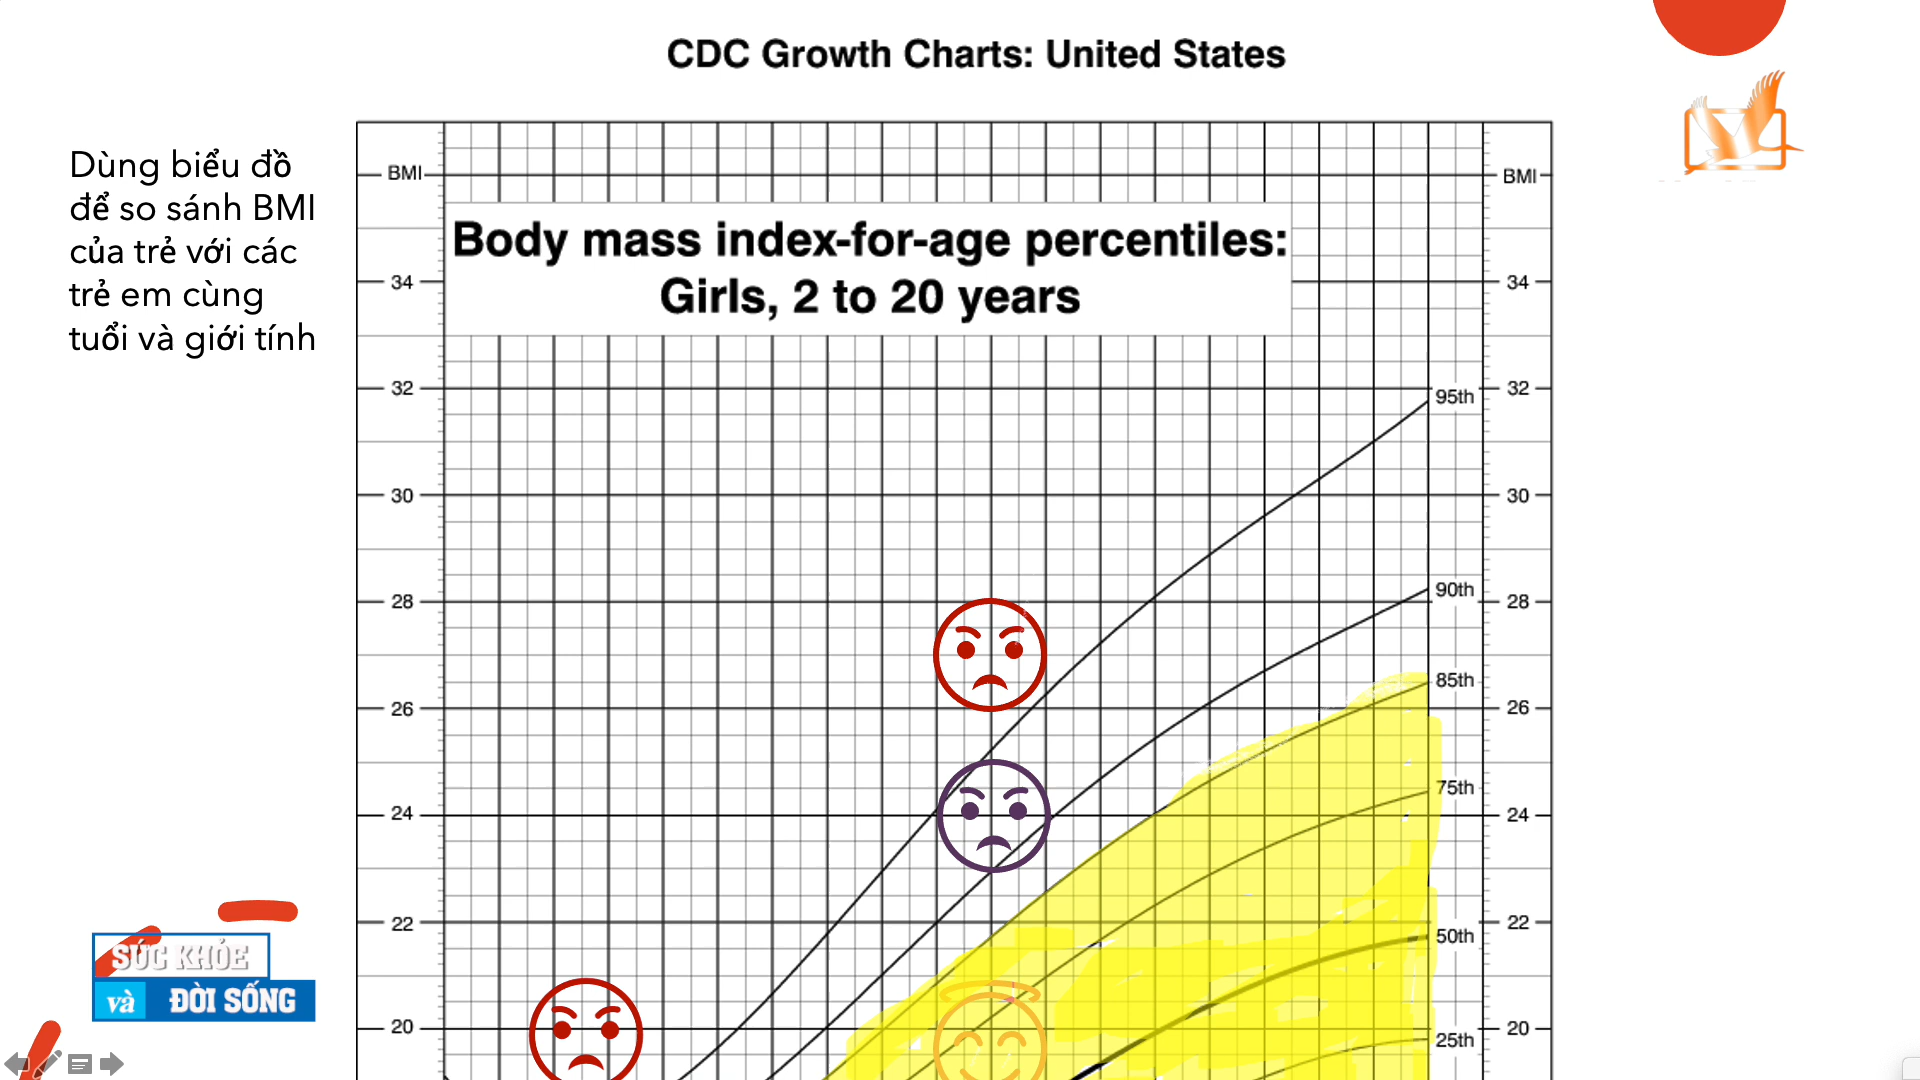 CDC Growth Charts: United States
Dùng biểu đồ
để so sánh BMI
của trẻ với các
trẻ em cùng
tuổi và giới tính
BMI
BMI
Body mass index-for-age percentiles:
Girls, 2 to 20 years
34
34
32
95th
32
30
30
90th
28
28
85th
26
26
75th
24
24
22
50th
22
20
25th
20
SỨC KHỎE
và ĐỜI SỐNG